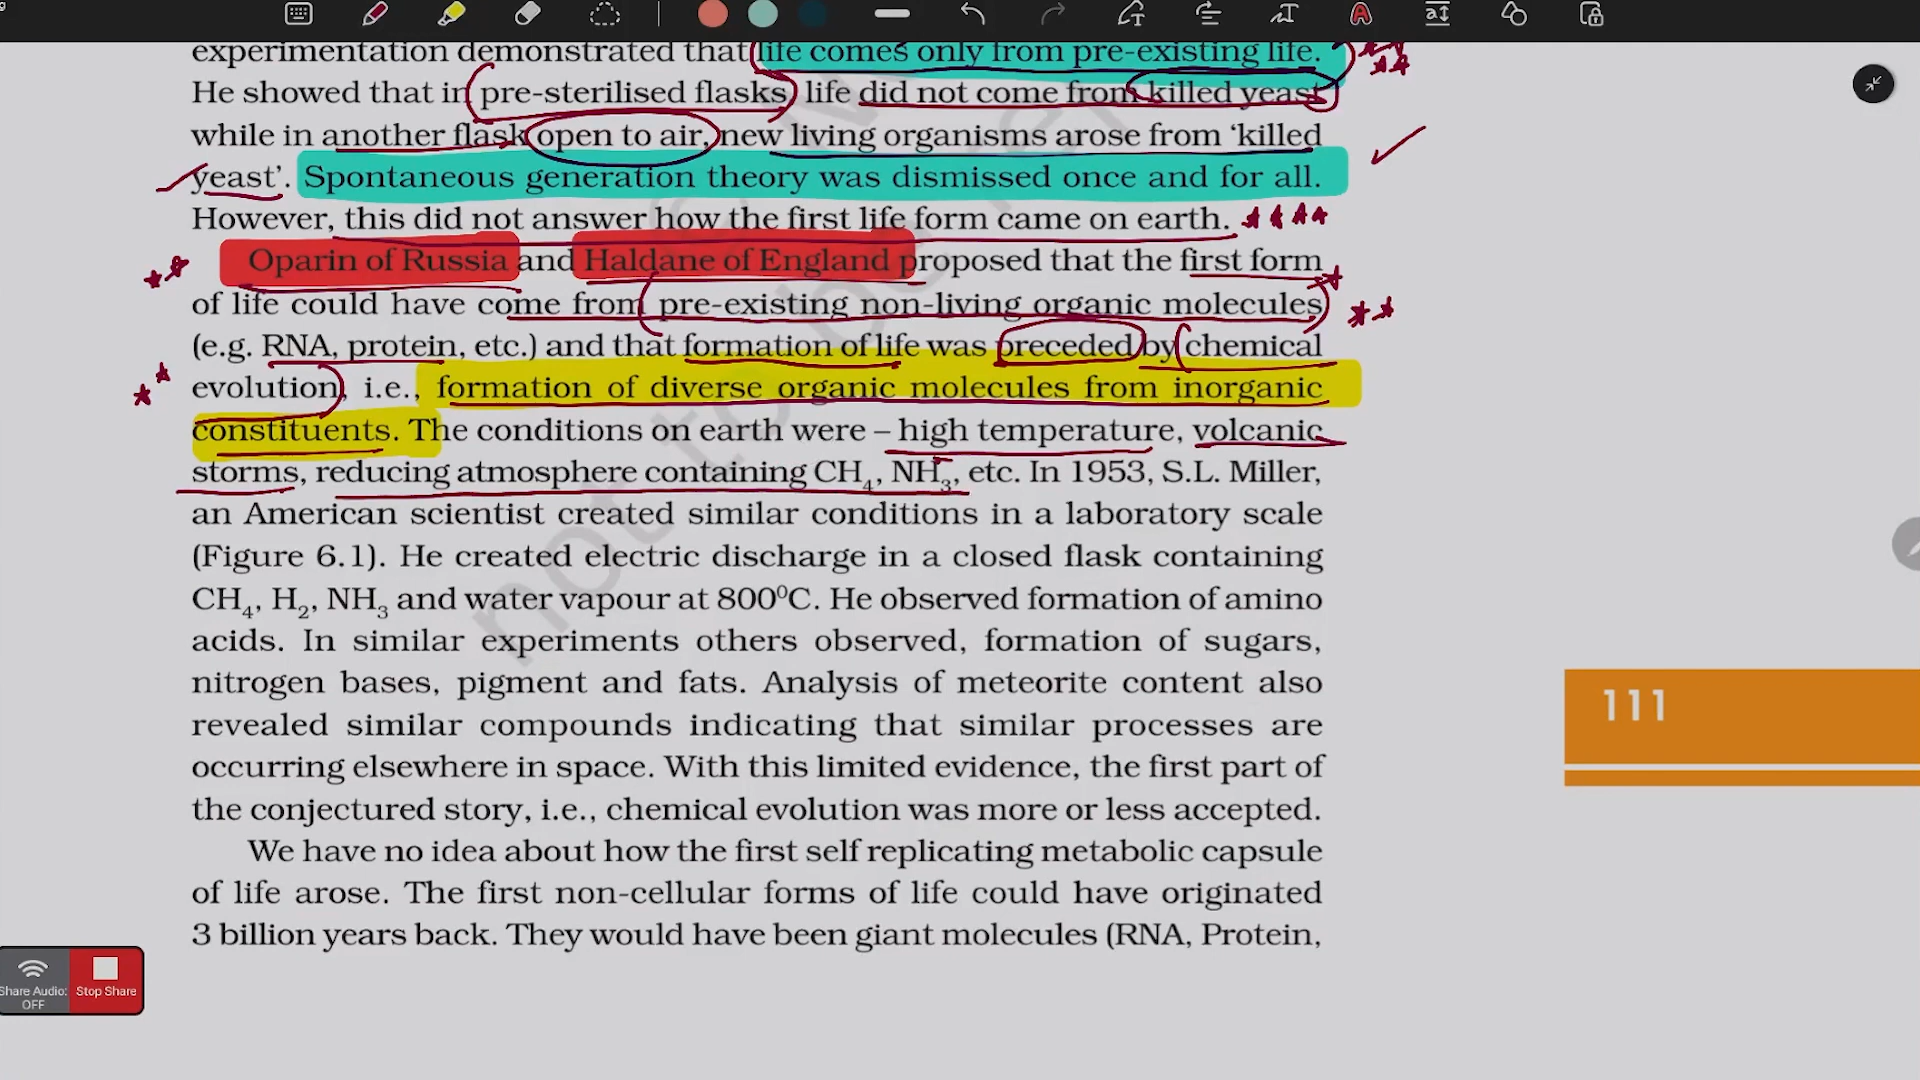 experimentation demonstrated that life comes only from pre-existing life.
He showed that in pre-sterilised flasks, life did not come from killed yeast
while in another flask open to air, new living organisms arose from ‘killed
yeast’. Spontaneous generation theory was dismissed once and for all.
However, this did not answer how the first life form came on earth.
Oparin of Russia and Haldane of England proposed that the first form
of life could have come from pre-existing non-living organic molecules
(e.g. RNA, protein, etc.) and that formation of life was preceded by chemical
evolution, i.e., formation of diverse organic molecules from inorganic
constituents. The conditions on earth were – high temperature, volcanic
storms, reducing atmosphere containing CH₄, NH₃, etc. In 1953, S.L. Miller,
an American scientist created similar conditions in a laboratory scale
(Figure 6.1). He created electric discharge in a closed flask containing
CH₄, H₂, NH₃ and water vapour at 800⁰C. He observed formation of amino
acids. In similar experiments others observed, formation of sugars,
nitrogen bases, pigment and fats. Analysis of meteorite content also
revealed similar compounds indicating that similar processes are
occurring elsewhere in space. With this limited evidence, the first part of
the conjectured story, i.e., chemical evolution was more or less accepted.
We have no idea about how the first self replicating metabolic capsule
of life arose. The first non-cellular forms of life could have originated
3 billion years back. They would have been giant molecules (RNA, Protein,
111
not to be
Share Audio: Stop Share
OFF